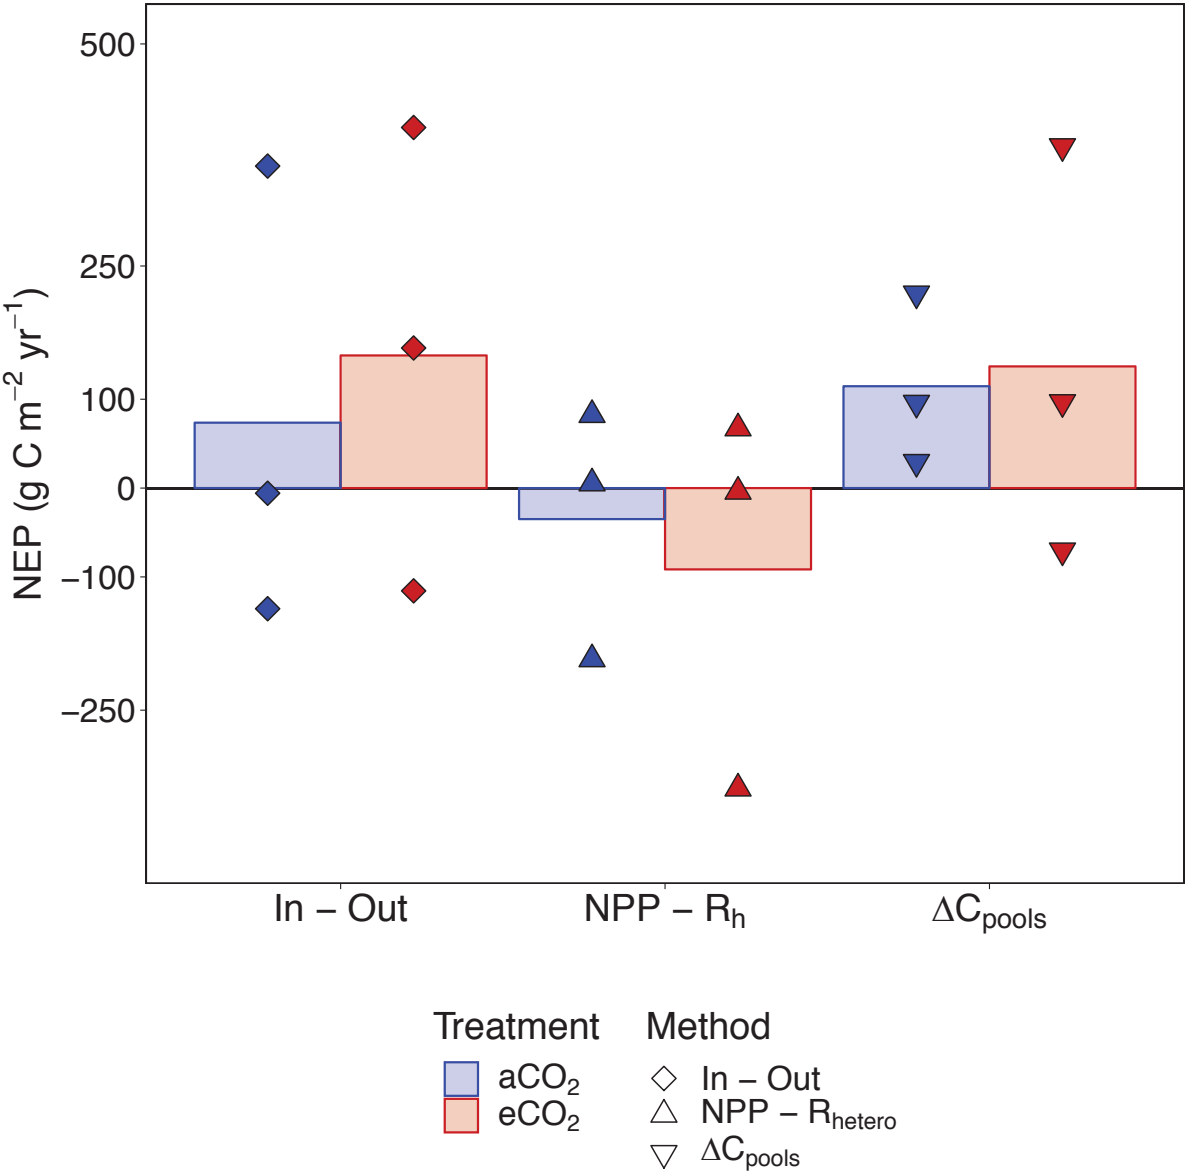 500
250
100
0
−100
−250
NEP (g C m−2 yr−1)
In − Out
NPP − Rh
ΔCpools
Treatment
aCO2
eCO2
Method
In − Out
NPP − Rhetero
ΔCpools